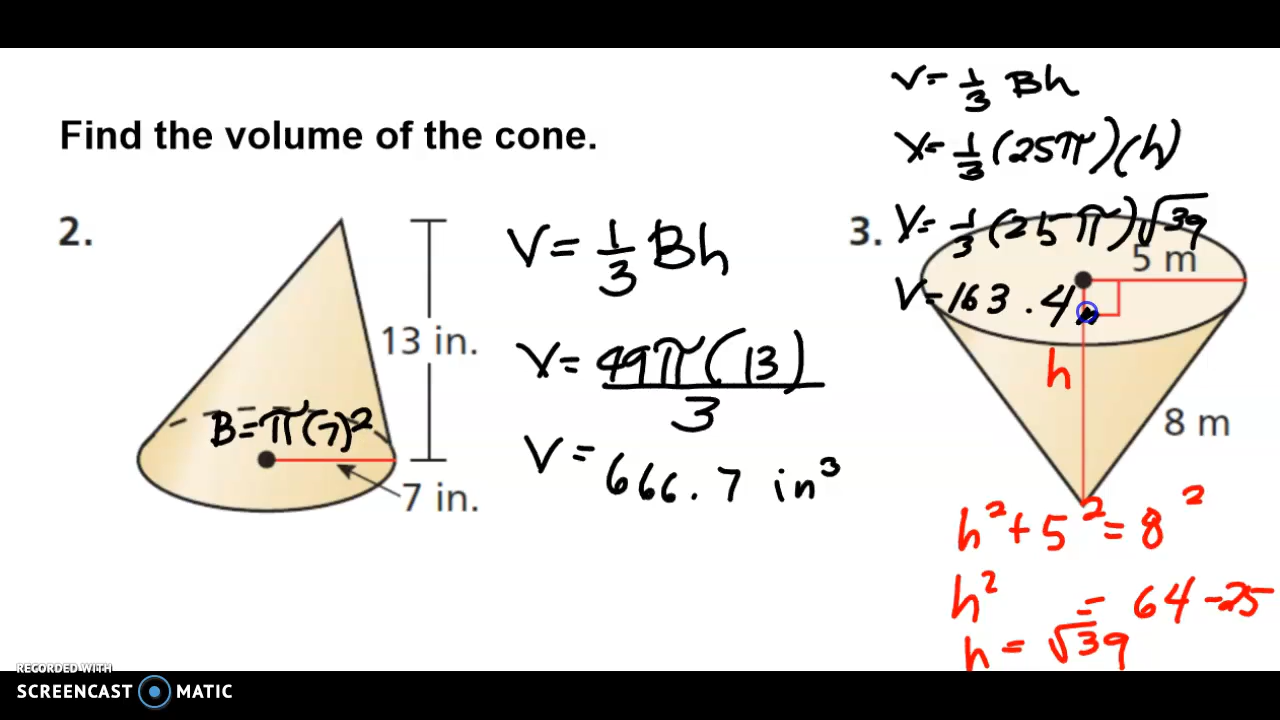 Find the volume of the cone.
2.
13 in.
B=π(7)²
7 in.
V = 1/3 Bh
V = 49π(13)/3
V = 666.7 in³
V= 1/3 Bh
V= 1/3 (25π)(h)
V= 1/3 (25π)√39
3.
5 m
V=163.4
h
8 m
h²+5²=8²
h² = 64-25
h = √39
RECORDED WITH
SCREENCAST MATIC